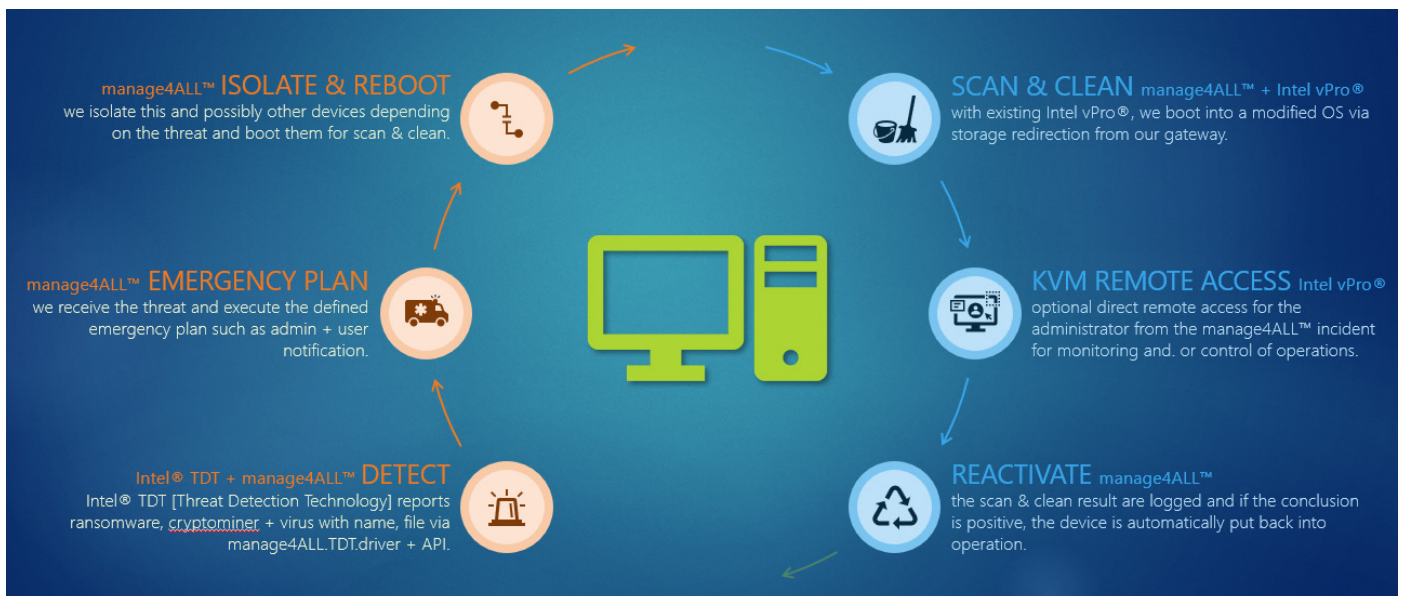 manage4ALL™ ISOLATE & REBOOT
we isolate this and possibly other devices depending
on the threat and boot them for scan & clean.
manage4ALL™ EMERGENCY PLAN
we receive the threat and execute the defined
emergency plan such as admin + user
notification.
Intel® TDT + manage4ALL™ DETECT
Intel® TDT [Threat Detection Technology] reports
ransomware, cryptominer + virus with name, file via
manage4ALL.TDT.driver + API.
SCAN & CLEAN manage4ALL™ + Intel vPro®
with existing Intel vPro®, we boot into a modified OS via
storage redirection from our gateway.
KVM REMOTE ACCESS Intel vPro®
optional direct remote access for the
administrator from the manage4ALL™ incident
for monitoring and. or control of operations.
REACTIVATE manage4ALL™
the scan & clean result are logged and if the conclusion
is positive, the device is automatically put back into
operation.